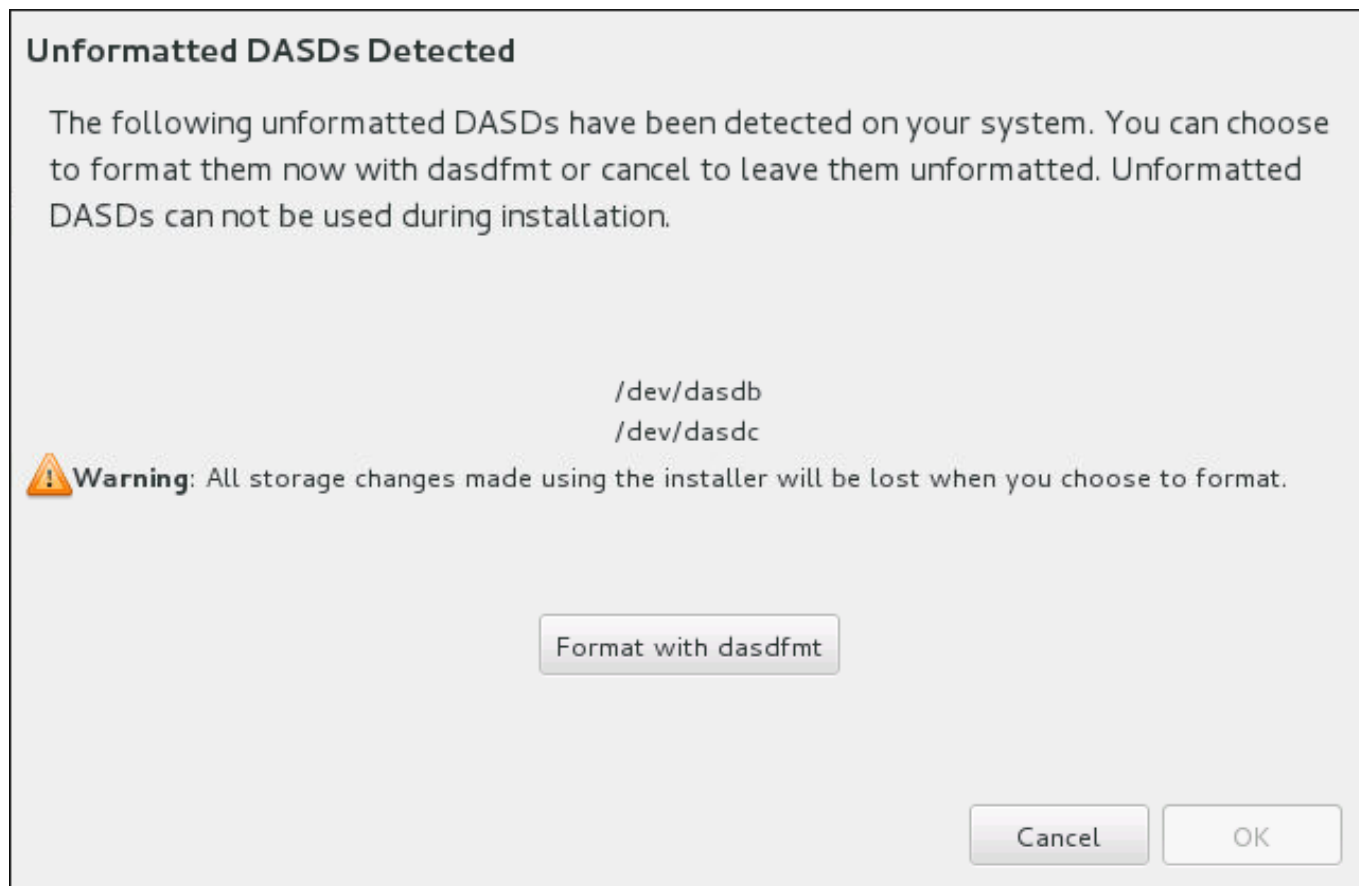 Unformatted DASDs Detected
The following unformatted DASDs have been detected on your system. You can choose
to format them now with dasdfmt or cancel to leave them unformatted. Unformatted
DASDs can not be used during installation.
/dev/dasdb
/dev/dasdc
Warning: All storage changes made using the installer will be lost when you choose to format.
Format with dasdfmt
Cancel
OK